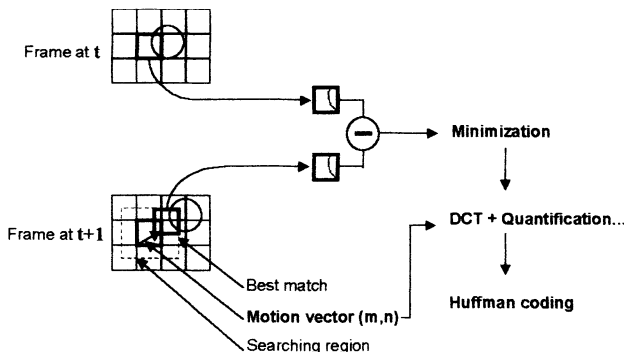 Frame at t
Minimization
Frame at t+1
DCT + Quantification...
Best match
Motion vector (m,n)
Huffman coding
Searching region